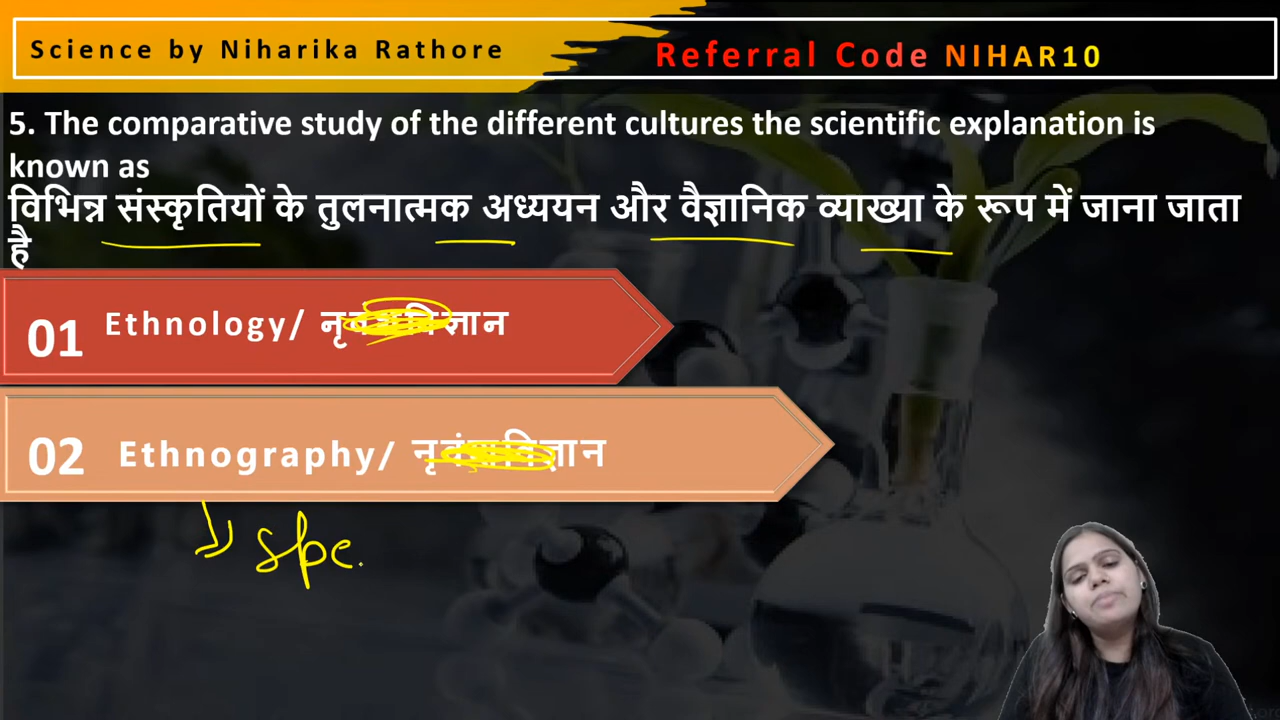 Science by Niharika Rathore
Referral Code NIHAR10
5. The comparative study of the different cultures the scientific explanation is
known as
विभिन्न संस्कृतियों के तुलनात्मक अध्ययन और वैज्ञानिक व्याख्या के रूप में जाना जाता
है
01 Ethnology/
02 Ethnography/
spe.